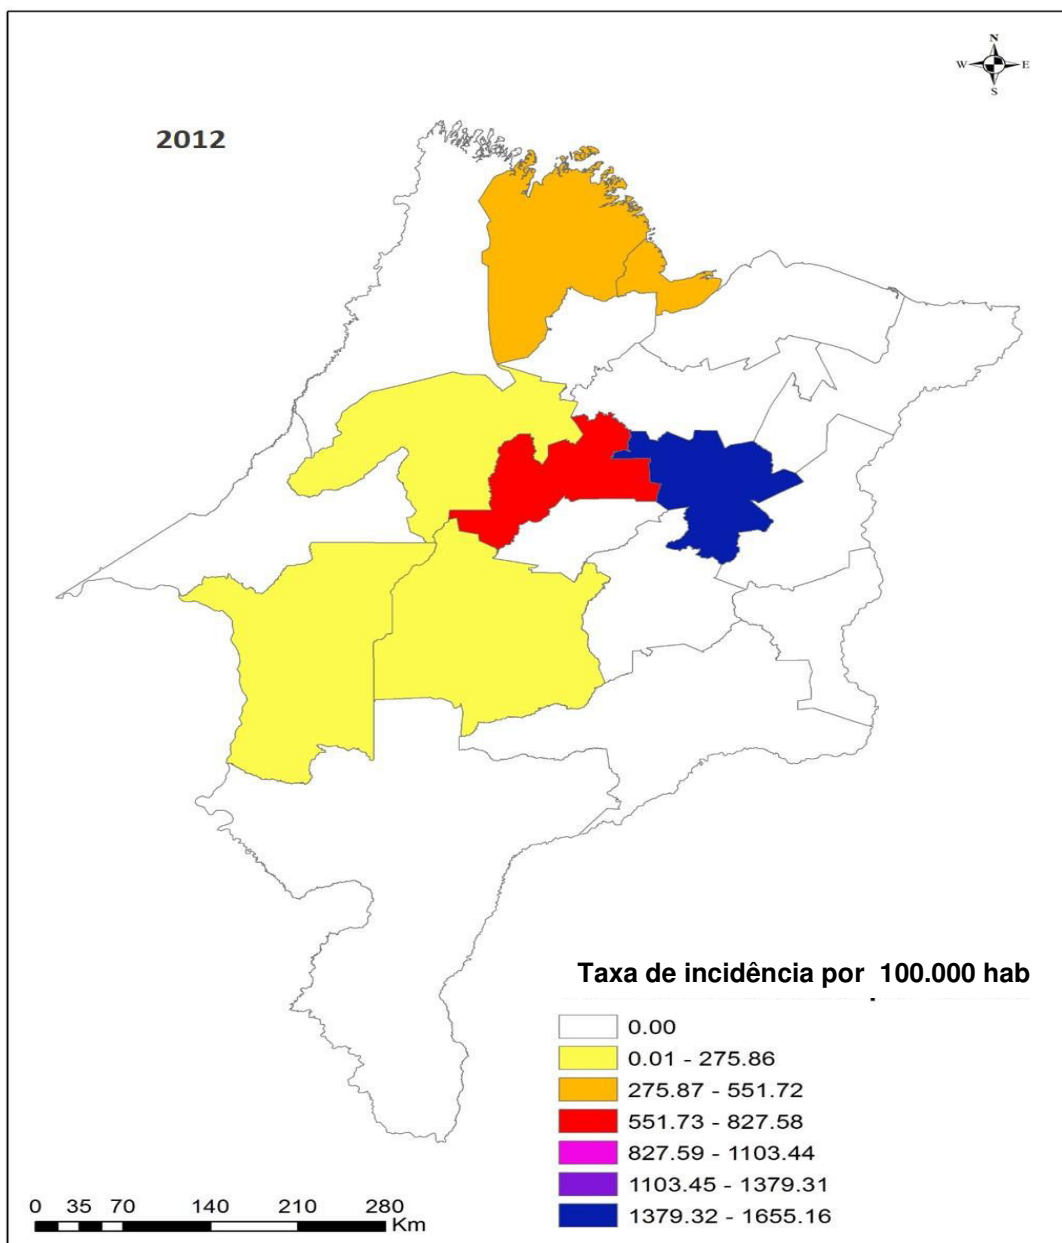 N
W E
S
2012
Taxa de incidência por 100.000 hab
0.00
0.01 - 275.86
275.87 - 551.72
551.73 - 827.58
827.59 - 1103.44
1103.45 - 1379.31
1379.32 - 1655.16
0 35 70 140 210 280
Km